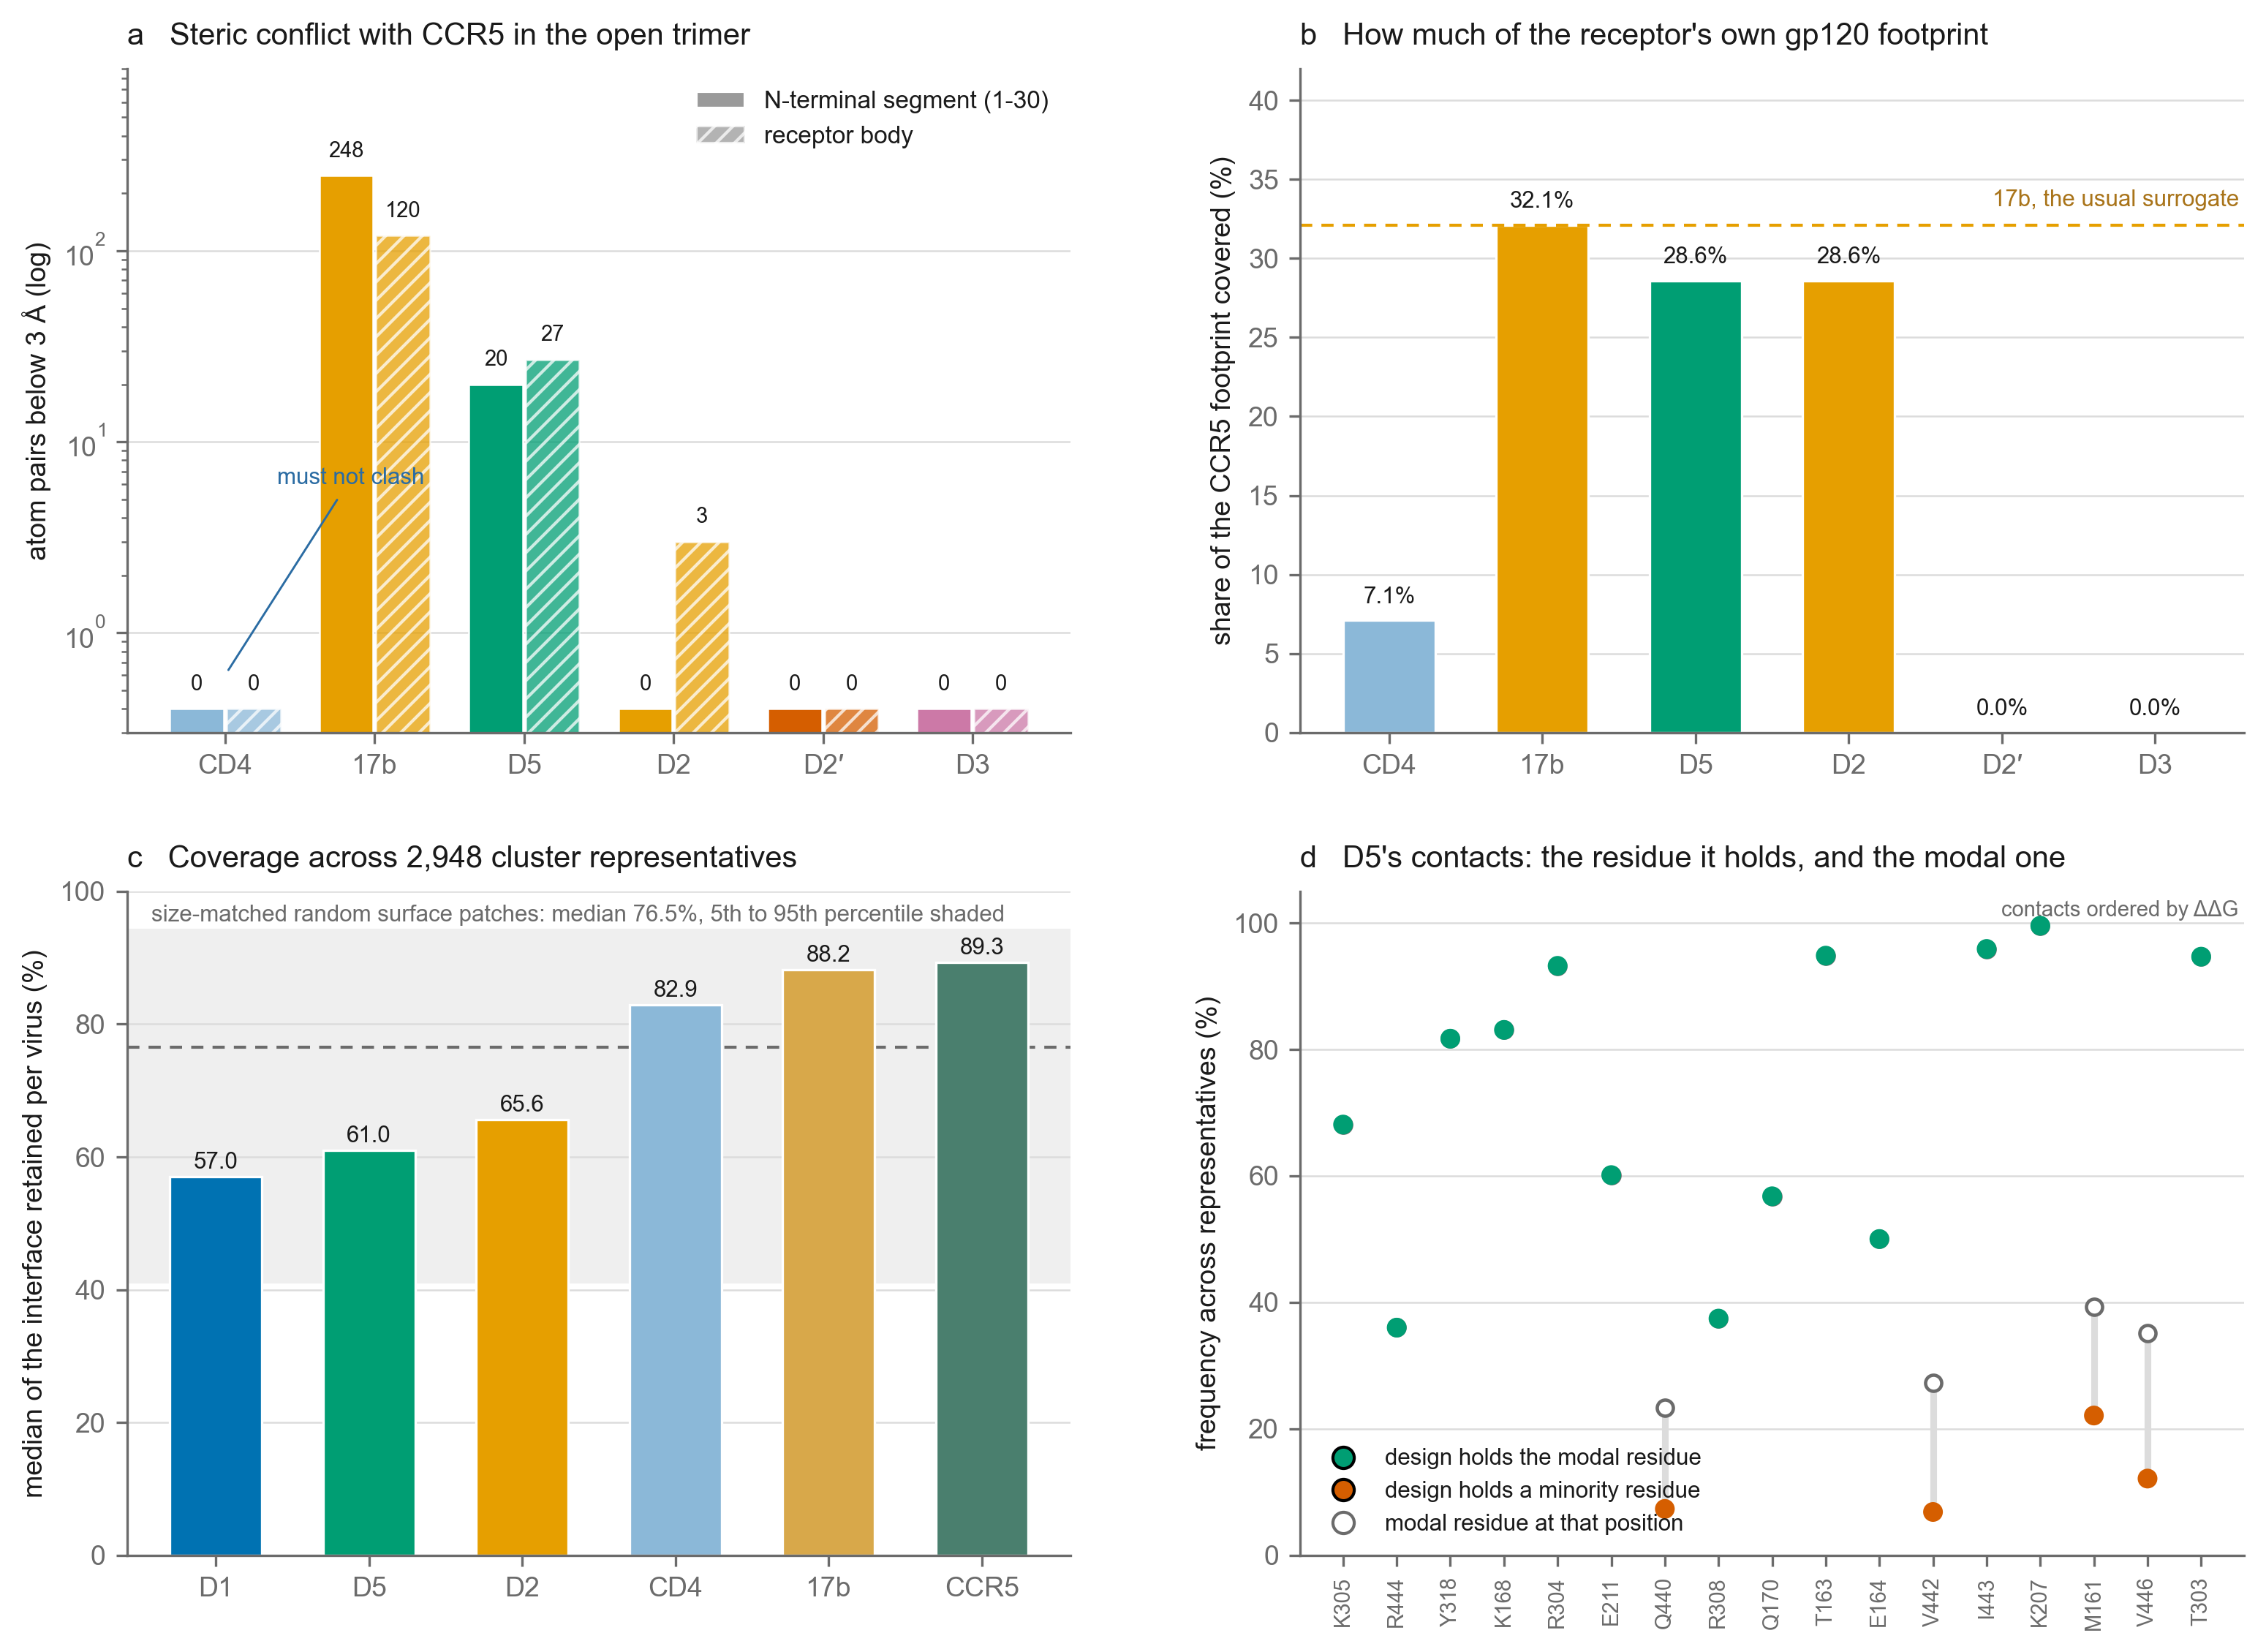 a Steric conflict with CCR5 in the open trimer
N-terminal segment (1-30)
receptor body
atom pairs below 3 Å (log)
10²
10¹
10⁰
248
120
20
27
must not clash
0
0
0
3
0
0
0
0
CD4
17b
D5
D2
D2′
D3
b How much of the receptor's own gp120 footprint
share of the CCR5 footprint covered (%)
40
35
30
25
20
15
10
5
0
17b, the usual surrogate
7.1%
32.1%
28.6%
28.6%
0.0%
0.0%
CD4
17b
D5
D2
D2′
D3
c Coverage across 2,948 cluster representatives
median of the interface retained per virus (%)
100
80
60
40
20
0
size-matched random surface patches: median 76.5%, 5th to 95th percentile shaded
57.0
61.0
65.6
82.9
88.2
89.3
D1
D5
D2
CD4
17b
CCR5
d D5's contacts: the residue it holds, and the modal one
frequency across representatives (%)
100
80
60
40
20
0
contacts ordered by ΔΔG
design holds the modal residue
design holds a minority residue
modal residue at that position
K305
R444
Y318
K168
R304
E211
Q440
R308
Q170
T163
E164
V442
I443
K207
M161
V446
T303